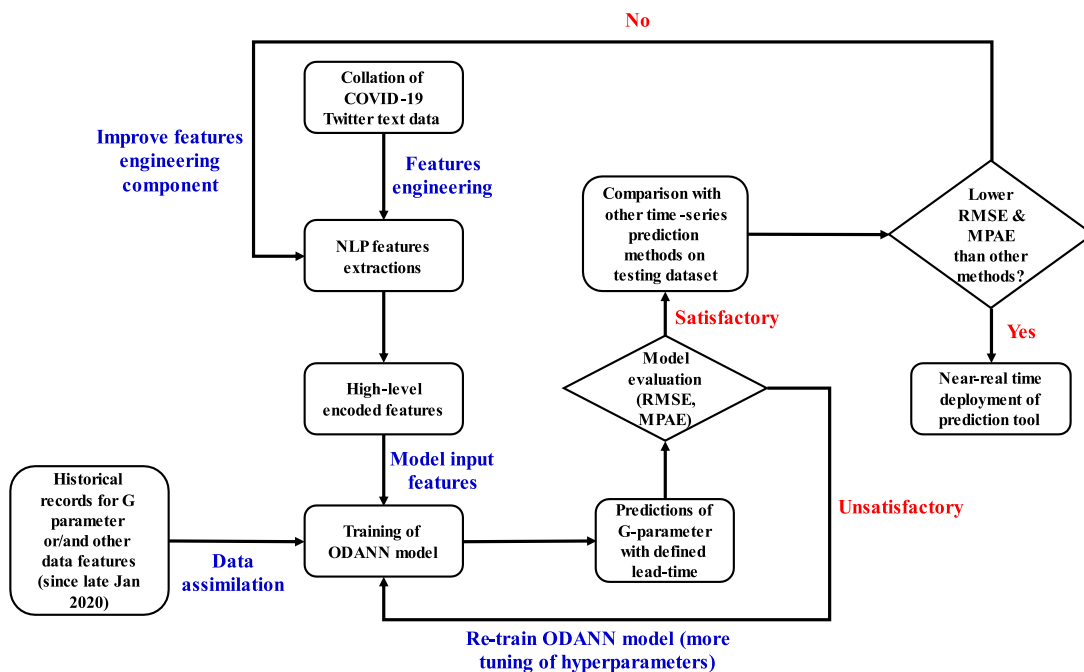 No
Collation of
COVID-19
Twitter text data
Improve features
engineering
component
Features
engineering
Comparison with
other time -series
prediction
methods on
testing dataset
Lower
RMSE &
MPAE
than other
methods?
NLP features
extractions
Satisfactory
Yes
Model
evaluation
(RMSE,
MPAE)
Near-real time
deployment of
prediction tool
High-level
encoded features
Model input
features
Historical
records for G
parameter
or/and other
data features
(since late Jan
2020)
Data
assimilation
Training of
ODANN model
Predictions of
G-parameter
with defined
lead-time
Unsatisfactory
Re-train ODANN model (more
tuning of hyperparameters)